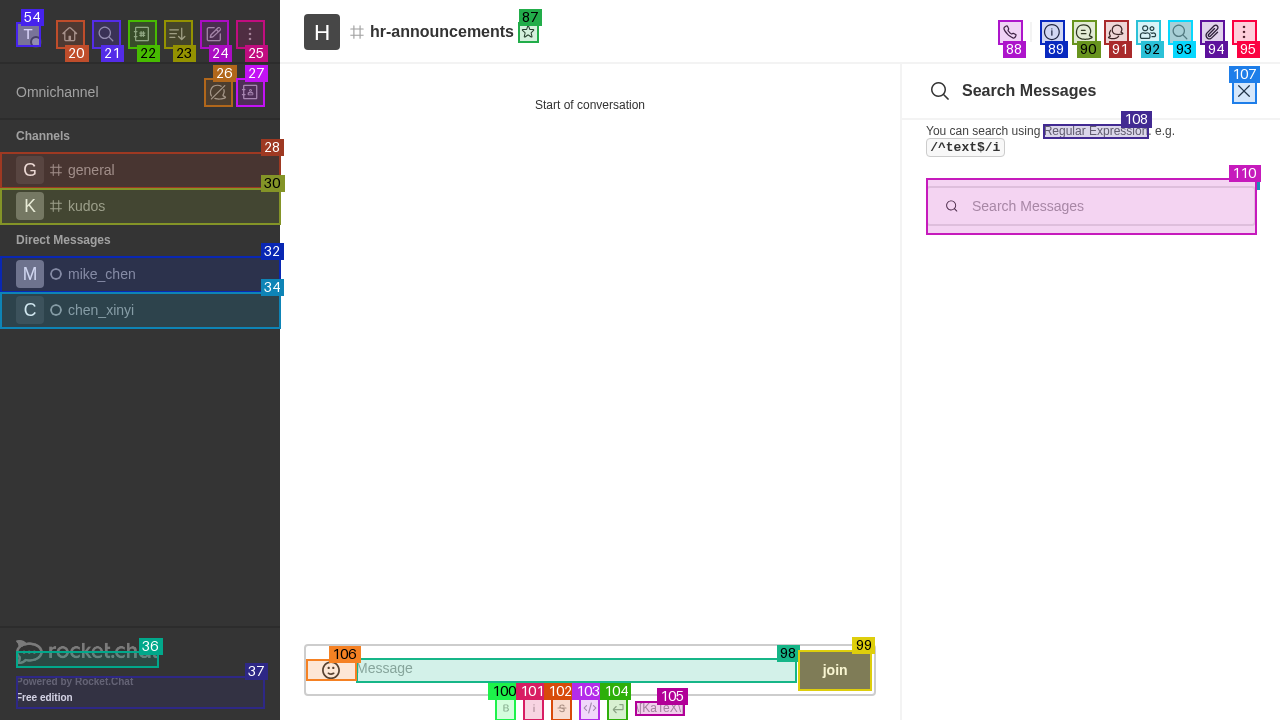 54
T
20
21
22
23
24
25
Omnichannel
26
27
Channels
28
G general
30
K kudos
Direct Messages
32
M mike_chen
34
C chen_xinyi
36
rocket.chat
37
Powered by Rocket.Chat
Free edition
H hr-announcements
87
88
89
90
91
92
93
94
95
Start of conversation
Search Messages
107
108
You can search using Regular Expression. e.g.
/^text$/i
110
Search Messages
106
98
99
Message
join
100
101
102
103
104
105
B
i
S
</>
\[KaTeX\]